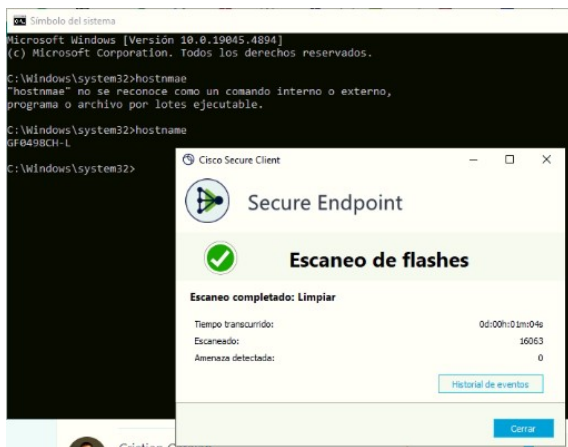 Símbolo del sistema
Microsoft Windows [Versión 10.0.19045.4894]
(c) Microsoft Corporation. Todos los derechos reservados.
C:\Windows\system32>hostnmae
"hostnmae" no se reconoce como un comando interno o externo,
programa o archivo por lotes ejecutable.
C:\Windows\system32>hostname
GF0498CH-L
C:\Windows\system32>
Cisco Secure Client
Secure Endpoint
Escaneo de flashes
Escaneo completado: Limpiar
Tiempo transcurrido: 0d:00h:01m:04s
Escaneado: 16063
Amenaza detectada: 0
Historial de eventos
Cerrar